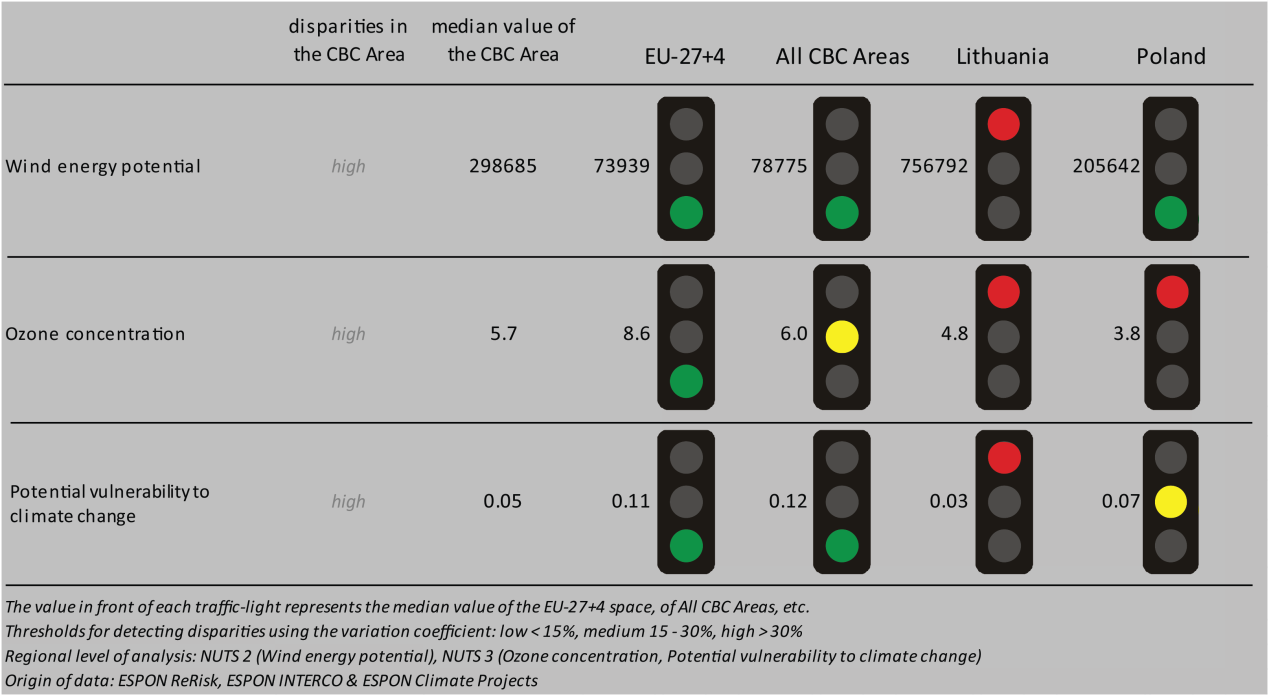 disparities in
the CBC Area
median value of
the CBC Area
EU-27+4
All CBC Areas
Lithuania
Poland
Wind energy potential high 298685 73939 78775 756792 205642
Ozone concentration high 5.7 8.6 6.0 4.8 3.8
Potential vulnerability to
climate change
high 0.05 0.11 0.12 0.03 0.07
The value in front of each traffic-light represents the median value of the EU-27+4 space, of All CBC Areas, etc.
Thresholds for detecting disparities using the variation coefficient: low < 15%, medium 15 - 30%, high > 30%
Regional level of analysis: NUTS 2 (Wind energy potential), NUTS 3 (Ozone concentration, Potential vulnerability to climate change)
Origin of data: ESPON ReRisk, ESPON INTERCO & ESPON Climate Projects